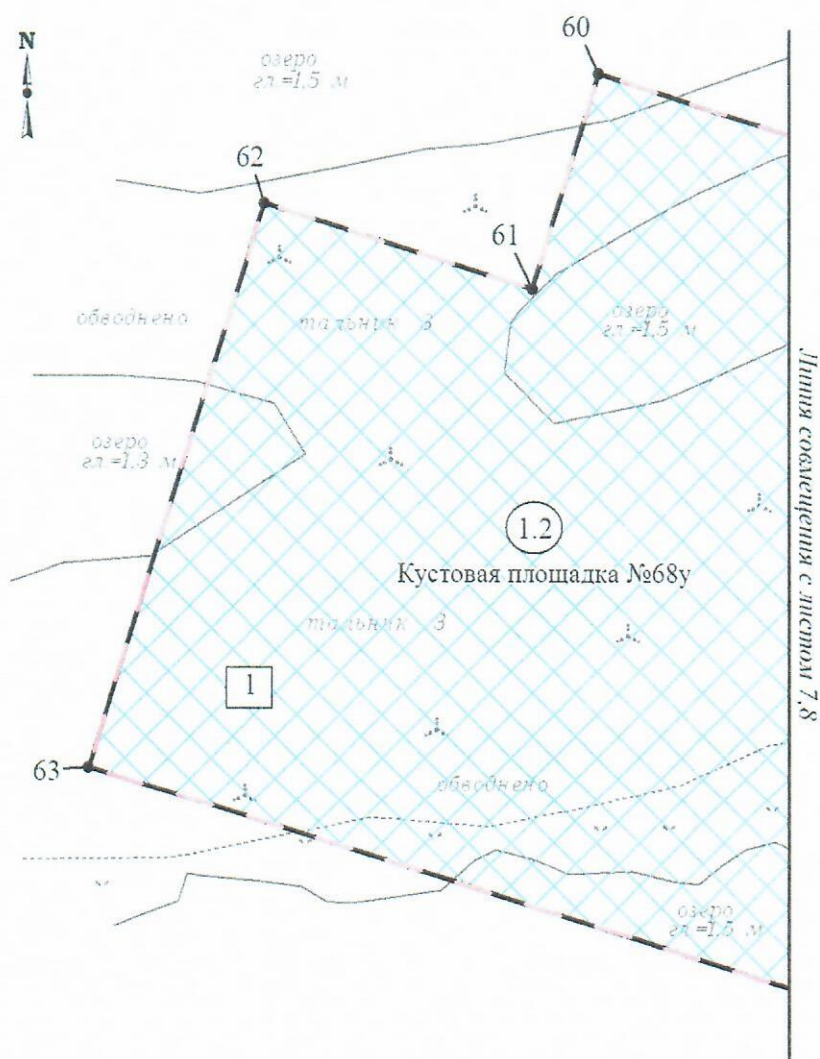 N
60
озеро
гл.=1,5 м
62
61
обводнено
тальник 3
озеро
гл.=1,5 м
озеро
гл.=1,3 м
1.2
Кустовая площадка №68у
тальник 3
1
63
обводнено
озеро
гл.=1,5 м
Линия совмещения с листом 7,8